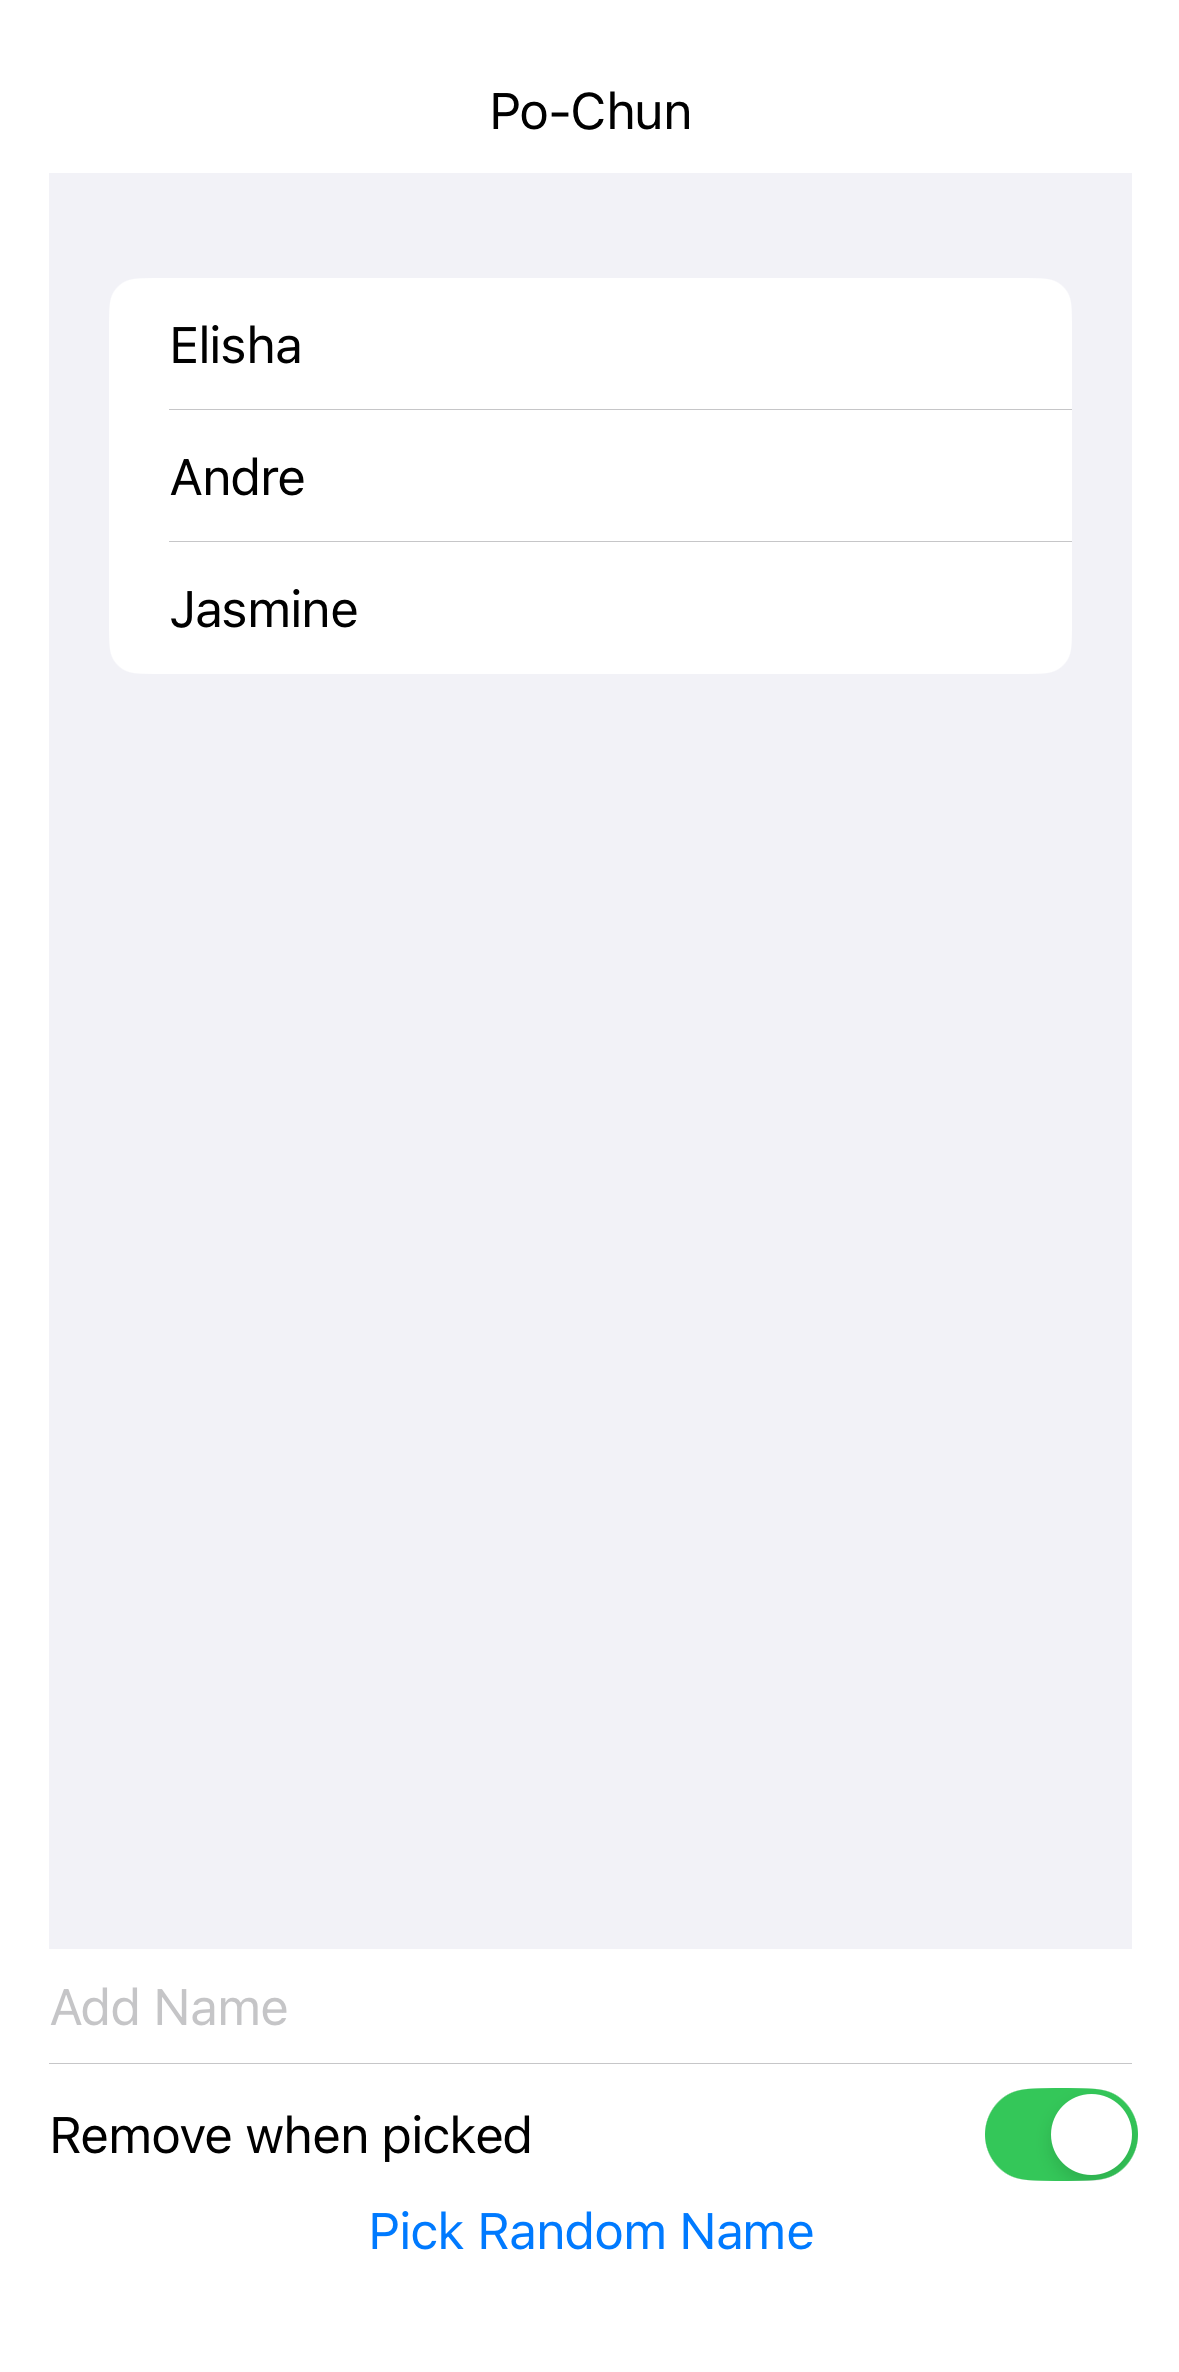 Po-Chun
Elisha
Andre
Jasmine
Add Name
Remove when picked
Pick Random Name